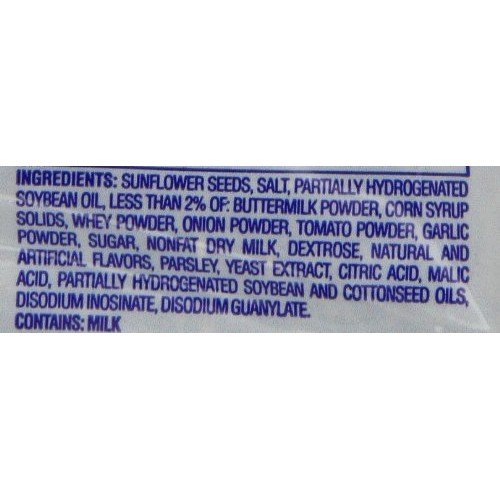 INGREDIENTS: SUNFLOWER SEEDS, SALT, PARTIALLY HYDROGENATED
SOYBEAN OIL, LESS THAN 2% OF: BUTTERMILK POWDER, CORN SYRUP
SOLIDS, WHEY POWDER, ONION POWDER, TOMATO POWDER, GARLIC
POWDER, SUGAR, NONFAT DRY MILK, DEXTROSE, NATURAL AND
ARTIFICIAL FLAVORS, PARSLEY, YEAST EXTRACT, CITRIC ACID, MALIC
ACID, PARTIALLY HYDROGENATED SOYBEAN AND COTTONSEED OILS,
DISODIUM INOSINATE, DISODIUM GUANYLATE.
CONTAINS: MILK